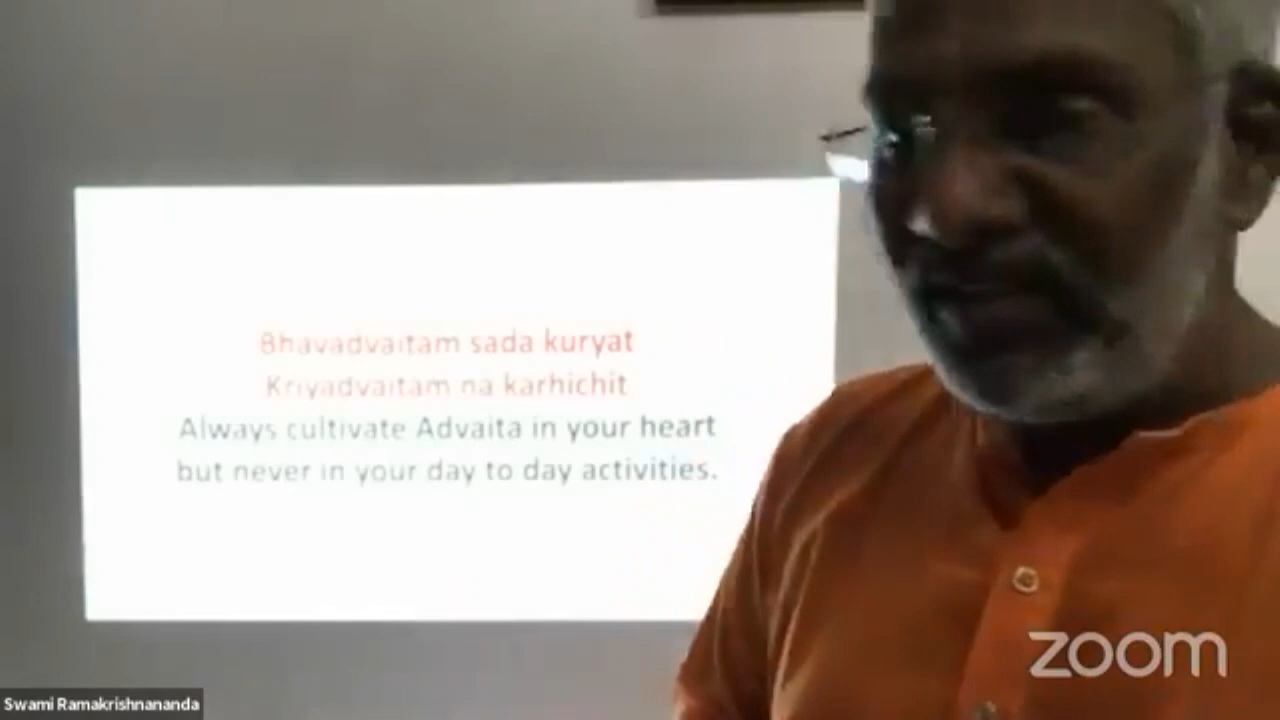 Bhavadvaitam sada kuryat
Kriyadvaitam na karhichit
Always cultivate Advaita in your heart
but never in your day to day activities.
zoom
Swami Ramakrishnananda